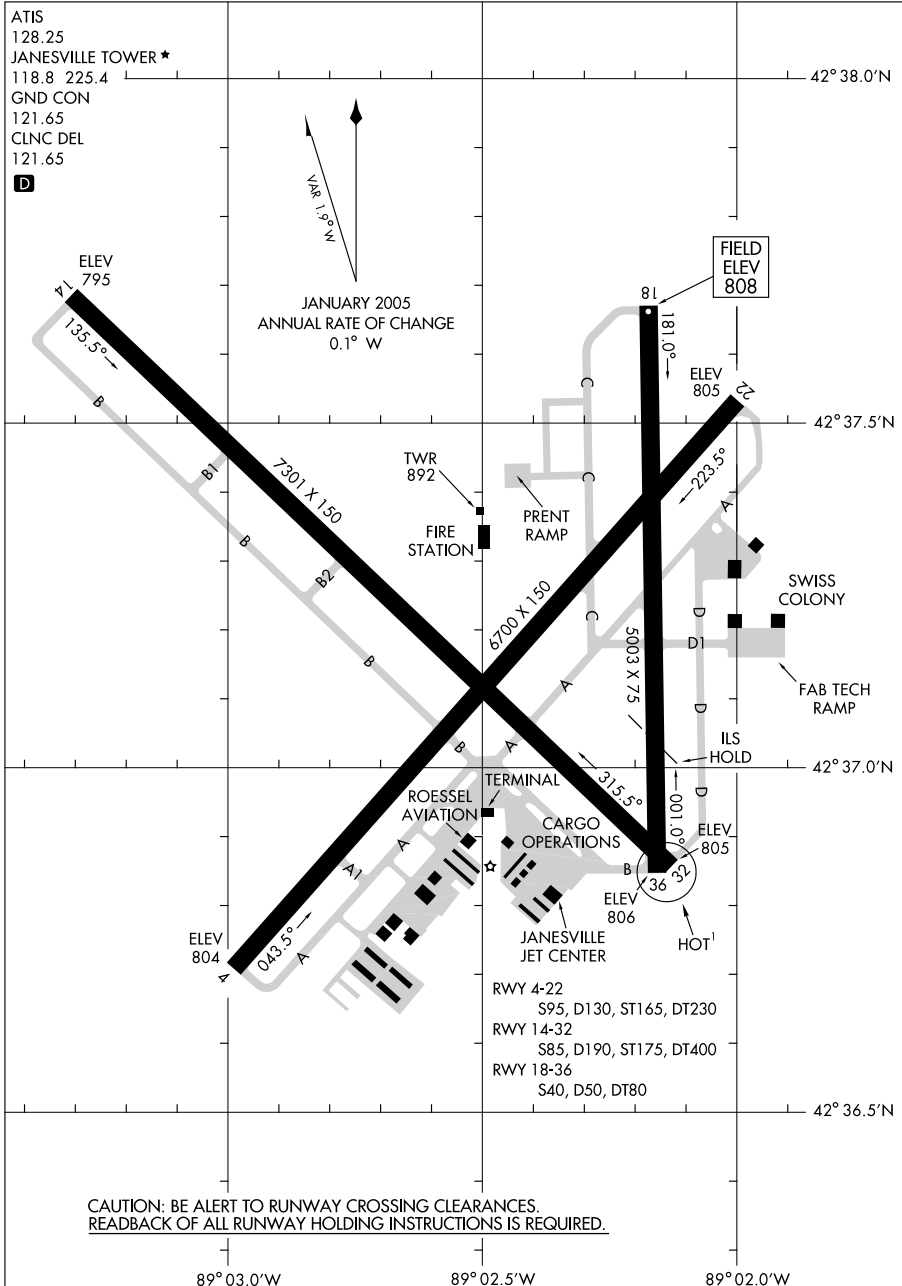 ATIS
128.25
JANESVILLE TOWER ★
118.8 225.4
GND CON
121.65
CLNC DEL
121.65
D
42° 38.0'N
VAR 1.9° W
JANUARY 2005
ANNUAL RATE OF CHANGE
0.1° W
FIELD
ELEV
808
ELEV
795
14
135.5°
18
181.0°
ELEV
805
22
223.5°
42° 37.5'N
B
B1
7301 X 150
C
TWR
892
C
PRENT
RAMP
FIRE
STATION
A
B
B2
6700 X 150
SWISS
COLONY
C
D
D1
5003 X 75
B
A
FAB TECH
RAMP
D
B
A
ILS
HOLD
42° 37.0'N
315.5°
001.0°
D
TERMINAL
ROESSEL
AVIATION
CARGO
OPERATIONS
ELEV
805
A
A1
B
36
32
ELEV
806
HOT¹
JANESVILLE
JET CENTER
ELEV
804
4
043.5°
A
RWY 4-22
S95, D130, ST165, DT230
RWY 14-32
S85, D190, ST175, DT400
RWY 18-36
S40, D50, DT80
42° 36.5'N
CAUTION: BE ALERT TO RUNWAY CROSSING CLEARANCES.
READBACK OF ALL RUNWAY HOLDING INSTRUCTIONS IS REQUIRED.
89° 03.0'W
89° 02.5'W
89° 02.0'W